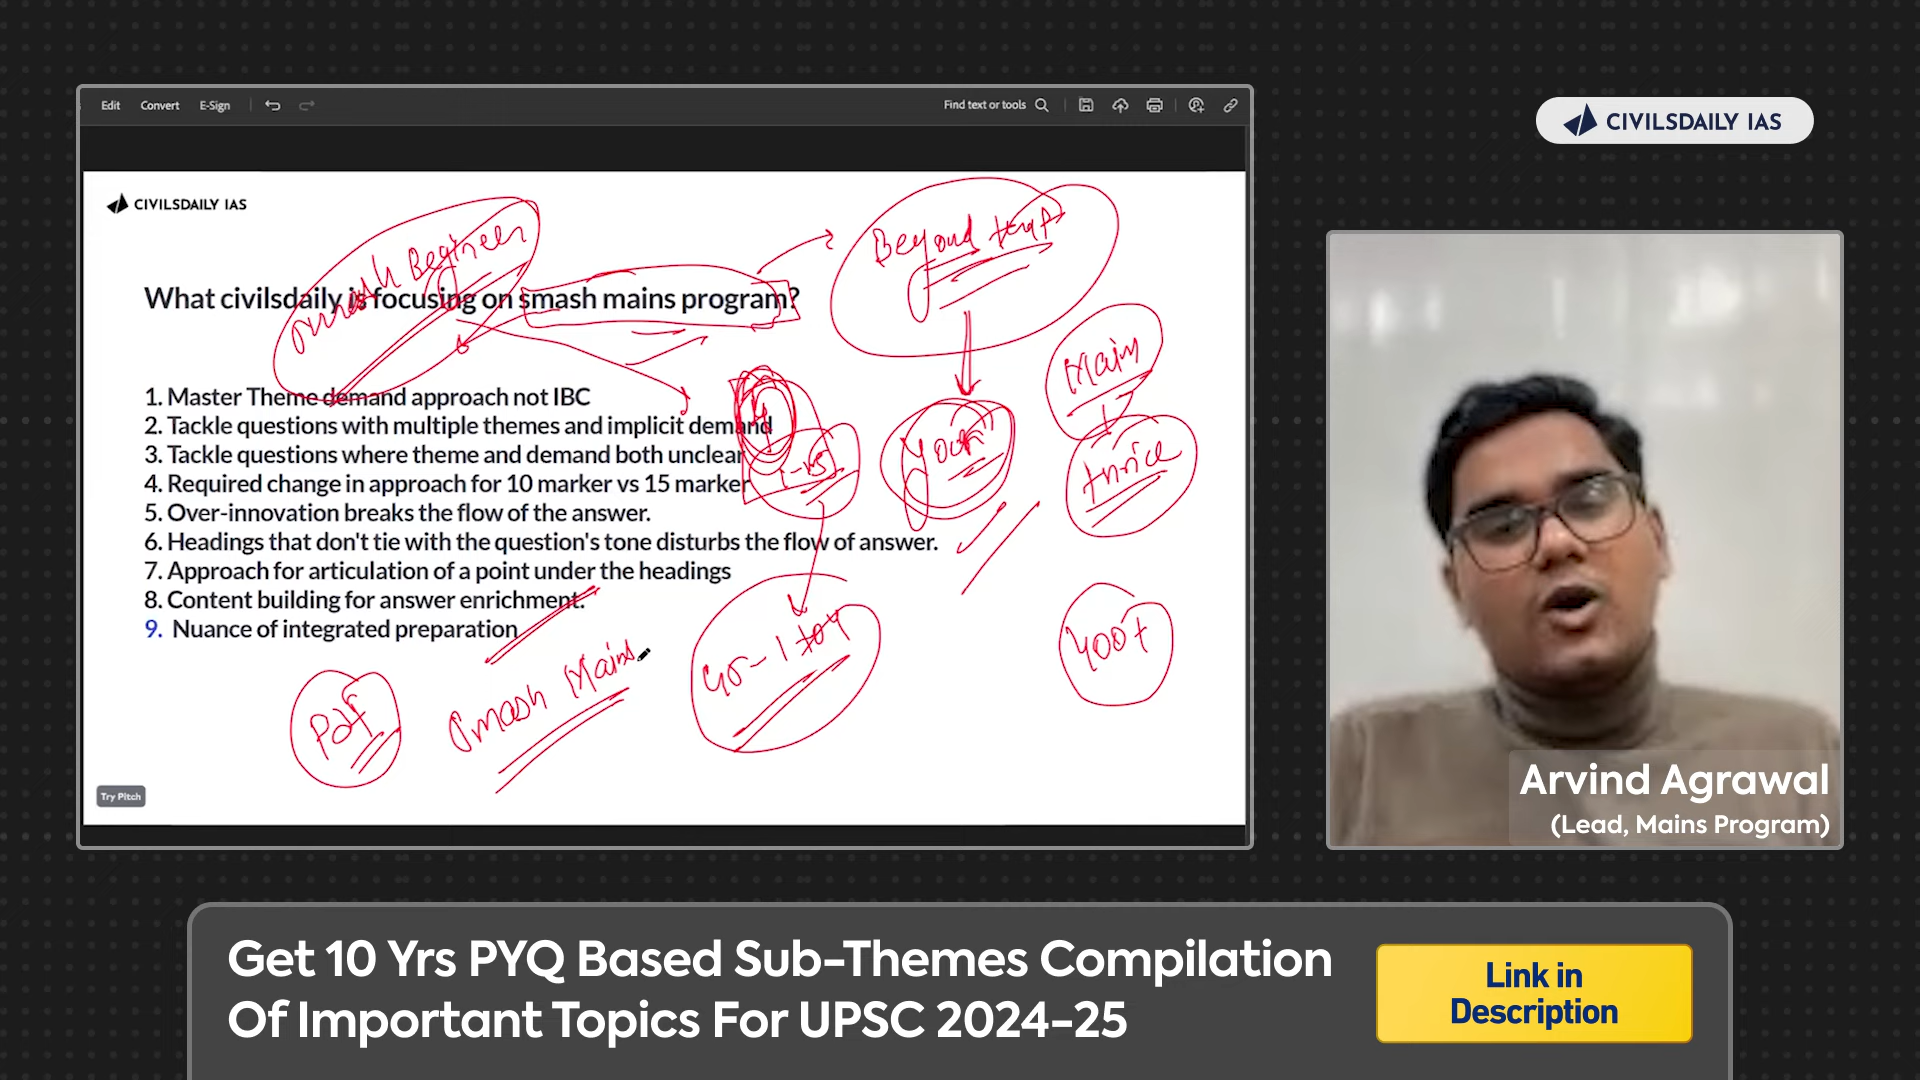 Edit Convert E-Sign Find text or tools
CIVILSDAILY IAS
CIVILSDAILY IAS
Beginner
Beyond that
What civilsdaily is focusing on smash mains program?
Main
1. Master Theme demand approach not IBC
2. Tackle questions with multiple themes and implicit demand
3. Tackle questions where theme and demand both unclear
thrice
4. Required change in approach for 10 marker vs 15 marker
5. Over-innovation breaks the flow of the answer.
6. Headings that don't tie with the question's tone disturbs the flow of answer.
7. Approach for articulation of a point under the headings
8. Content building for answer enrichment.
9. Nuance of integrated preparation
400+
Smash Mains
Pdf
Try Pitch
Arvind Agrawal
(Lead, Mains Program)
Get 10 Yrs PYQ Based Sub-Themes Compilation
Of Important Topics For UPSC 2024-25
Link in
Description